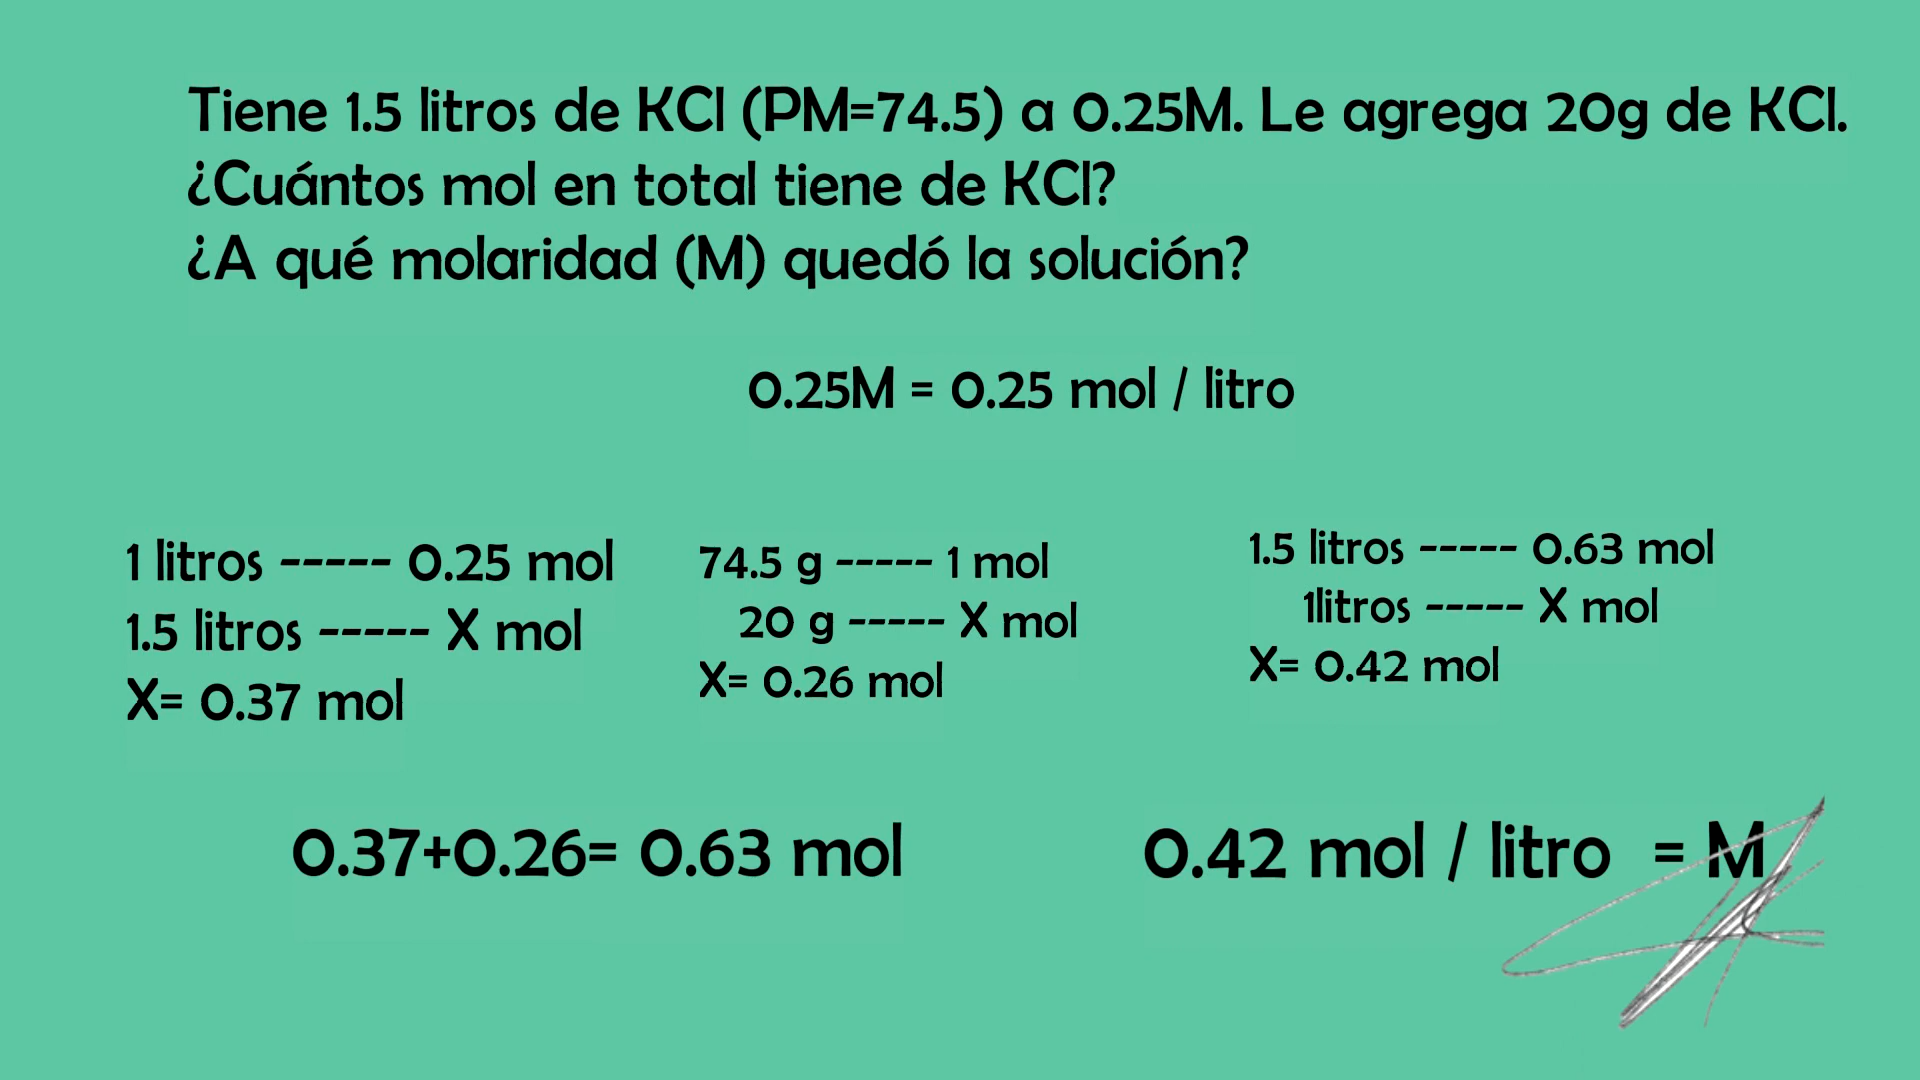 Tiene 1.5 litros de KCl (PM=74.5) a 0.25M. Le agrega 20g de KCl.
¿Cuántos mol en total tiene de KCl?
¿A qué molaridad (M) quedó la solución?
0.25M = 0.25 mol / litro
1 litros ----- 0.25 mol
1.5 litros ----- X mol
X= 0.37 mol
74.5 g ----- 1 mol
20 g ----- X mol
X= 0.26 mol
1.5 litros ----- 0.63 mol
1litros ----- X mol
X= 0.42 mol
0.37+0.26= 0.63 mol
0.42 mol / litro = M